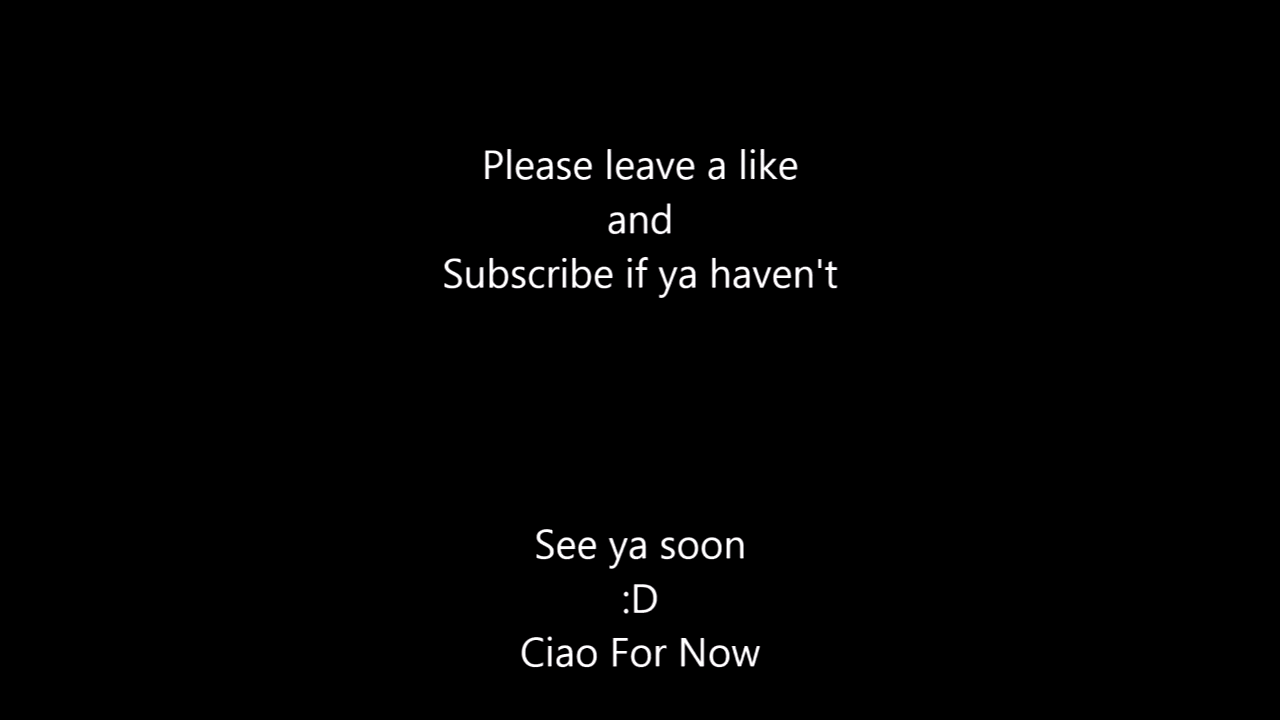 Please leave a like
and
Subscribe if ya haven't
See ya soon
:D
Ciao For Now